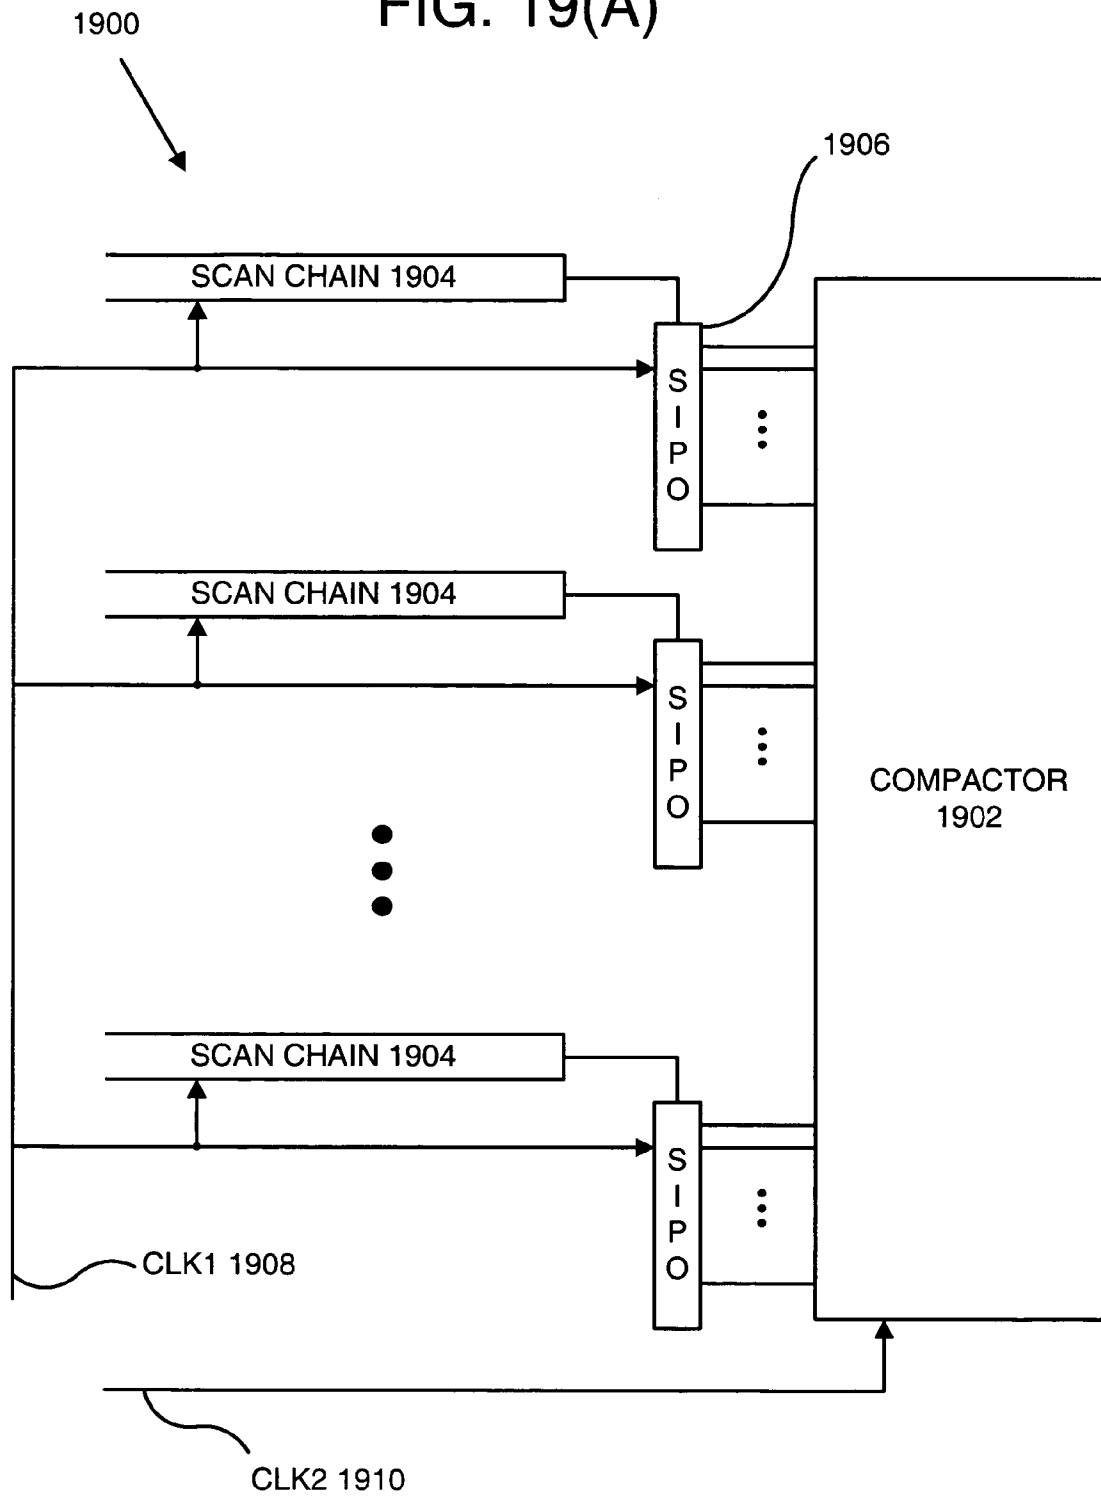 FIG. 19(A)
1900
1906
SCAN CHAIN 1904
S
I
P
O
SCAN CHAIN 1904
S
I
P
O
COMPACTOR
1902
SCAN CHAIN 1904
S
I
P
O
CLK1 1908
CLK2 1910